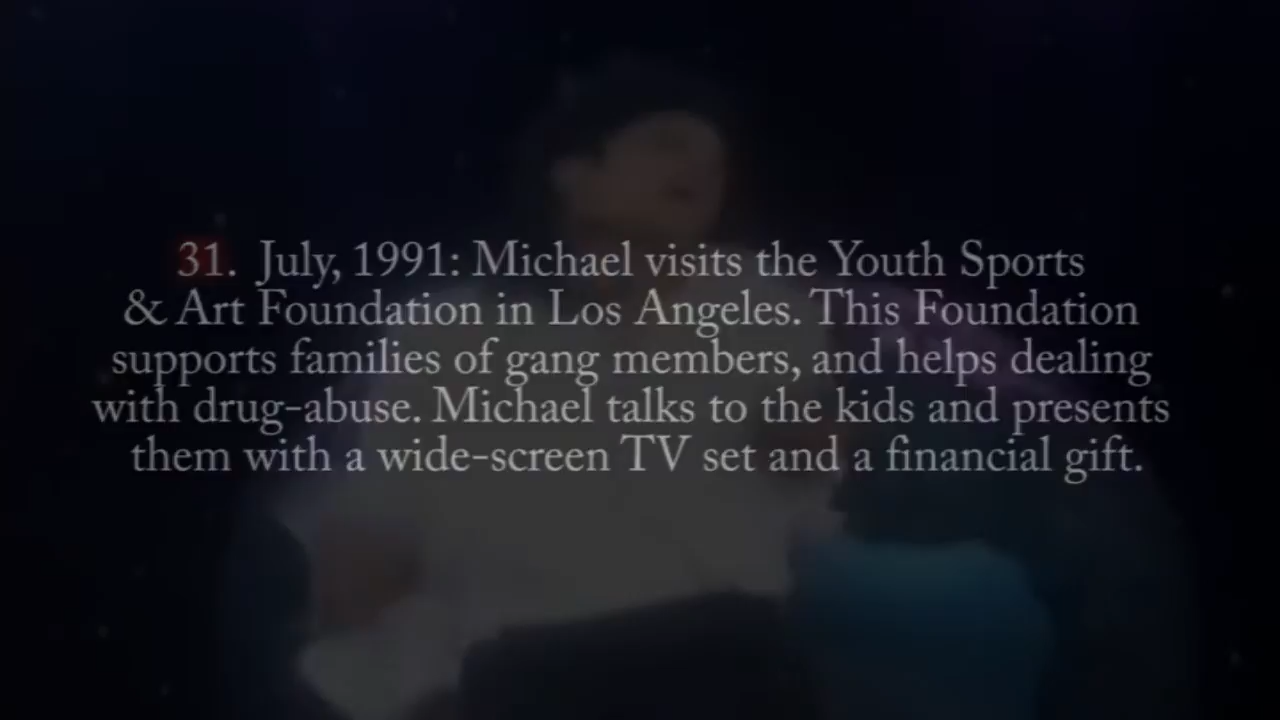 31. July, 1991: Michael visits the Youth Sports
& Art Foundation in Los Angeles. This Foundation
supports families of gang members, and helps dealing
with drug-abuse. Michael talks to the kids and presents
them with a wide-screen TV set and a financial gift.